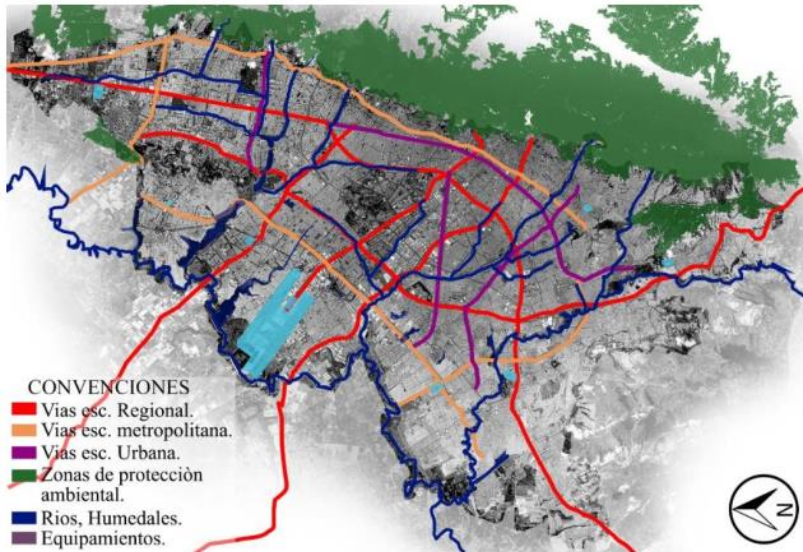 CONVENCIONES
Vias esc. Regional.
Vias esc. metropolitana.
Vias esc. Urbana.
Zonas de protecciòn
ambiental.
Rios, Humedales.
Equipamientos.
N